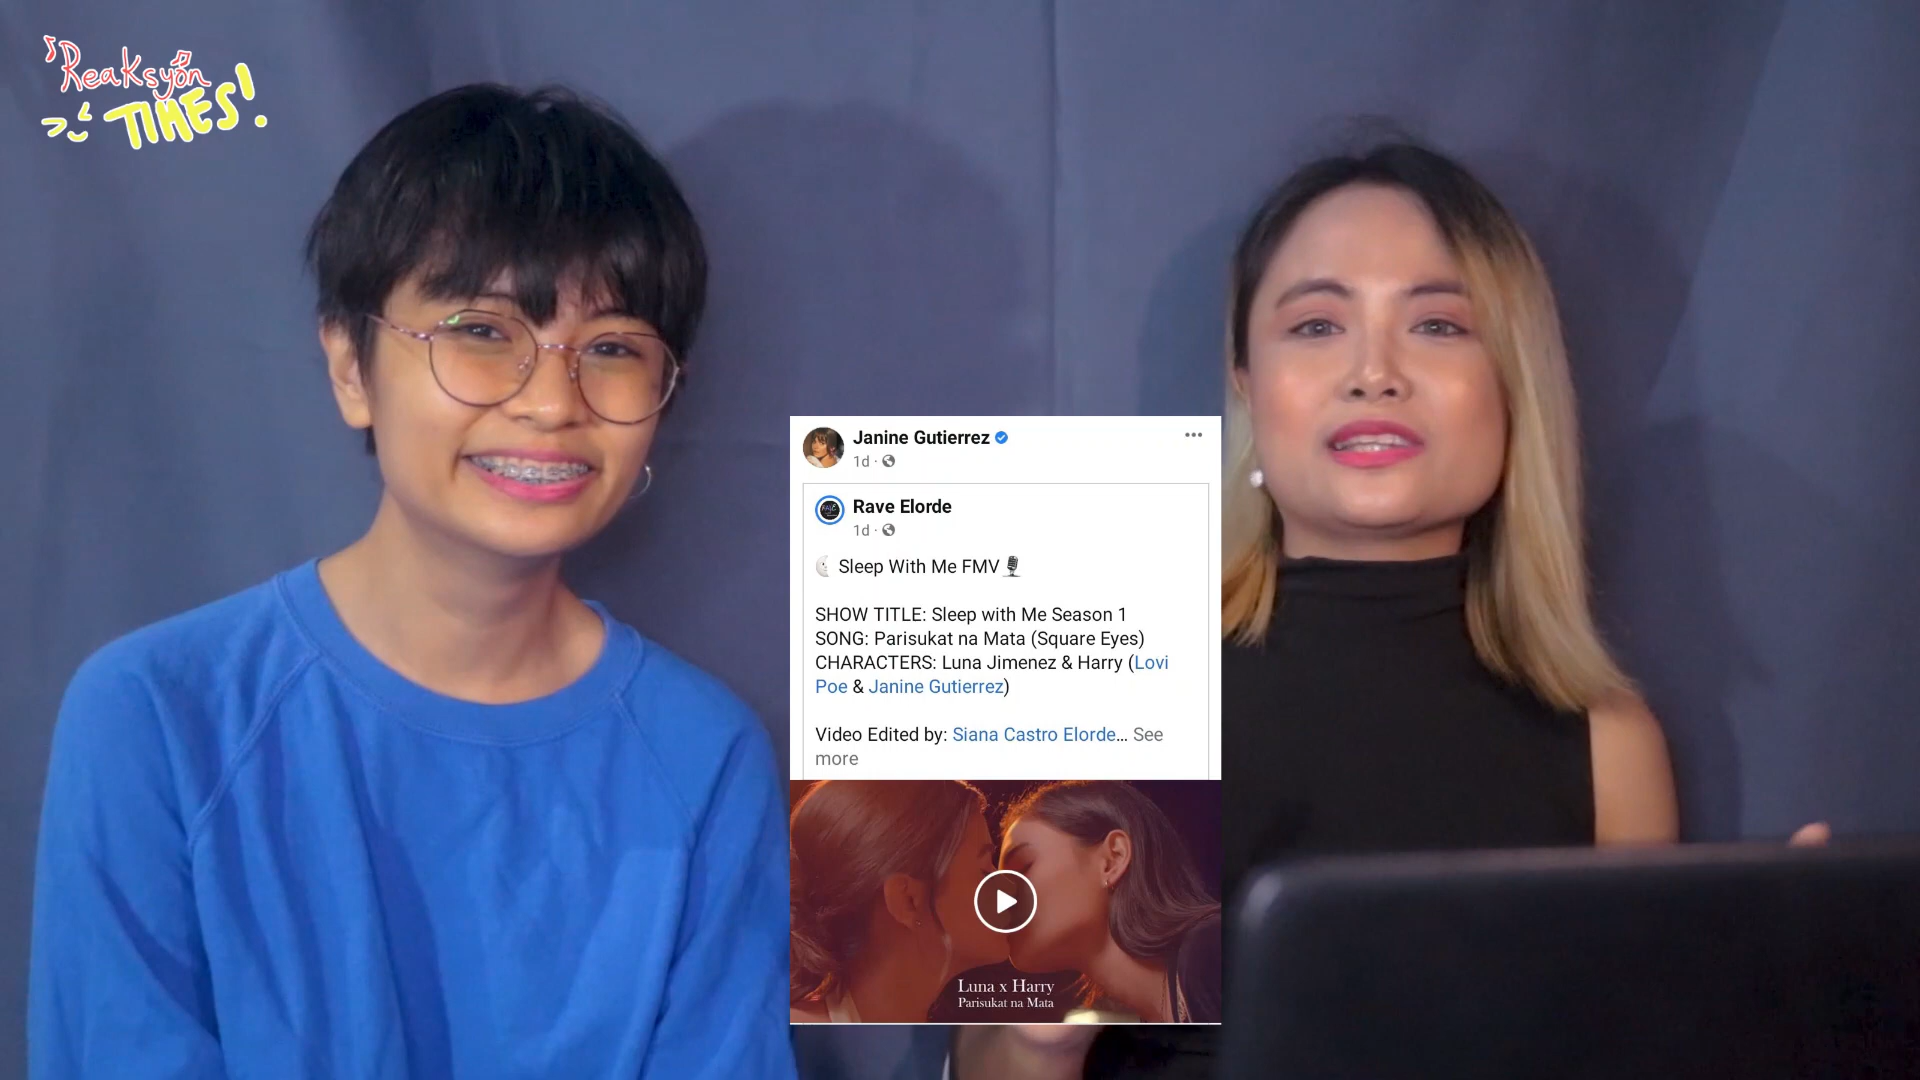 Reaksyon
TIMES!
Janine Gutierrez
1d ·
Rave Elorde
1d ·
Sleep With Me FMV
SHOW TITLE: Sleep with Me Season 1
SONG: Parisukat na Mata (Square Eyes)
CHARACTERS: Luna Jimenez & Harry (Lovi
Poe & Janine Gutierrez)
Video Edited by: Siana Castro Elorde... See
more
Luna x Harry
Parisukat na Mata